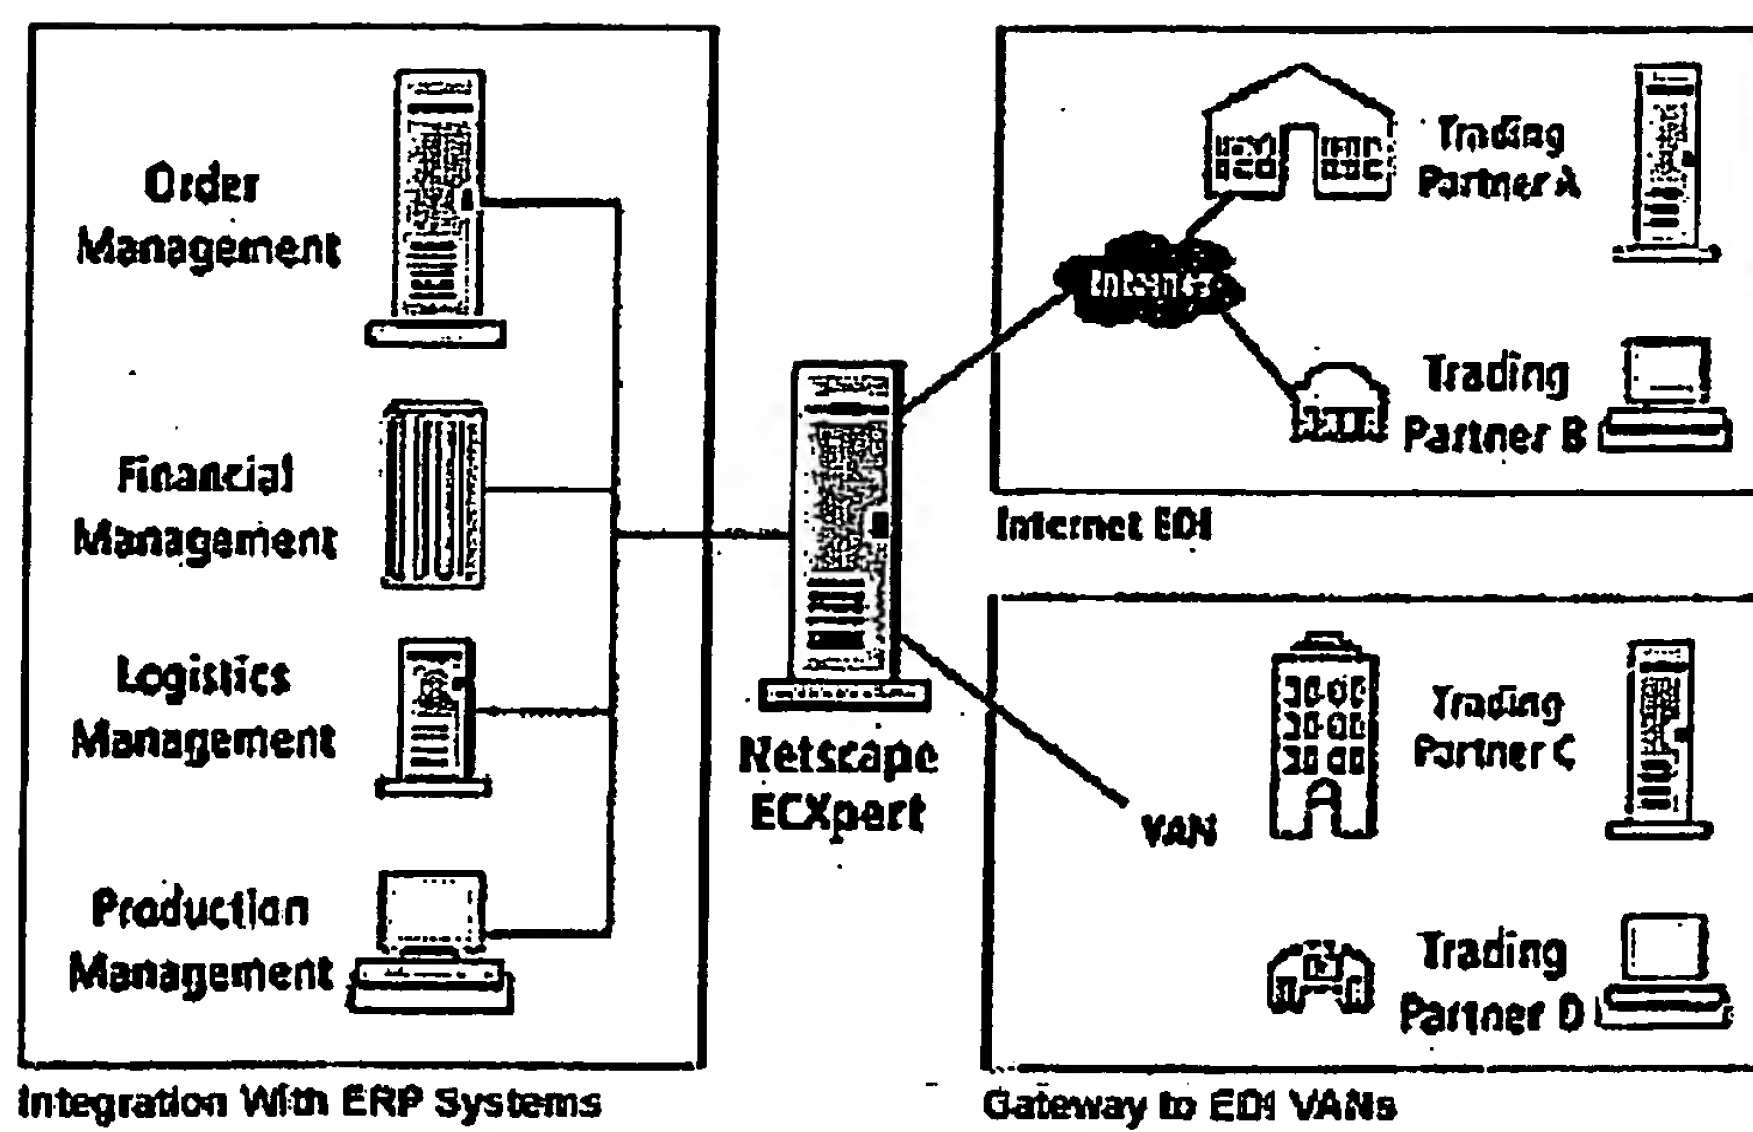 Order
Management
Financial
Management
Logistics
Management
Production
Management
Integration With ERP Systems
Netscape
ECXpert
Internet
Trading
Partner A
Trading
Partner B
Internet EDI
VAN
Trading
Partner C
Trading
Partner D
Gateway to EDI VANs